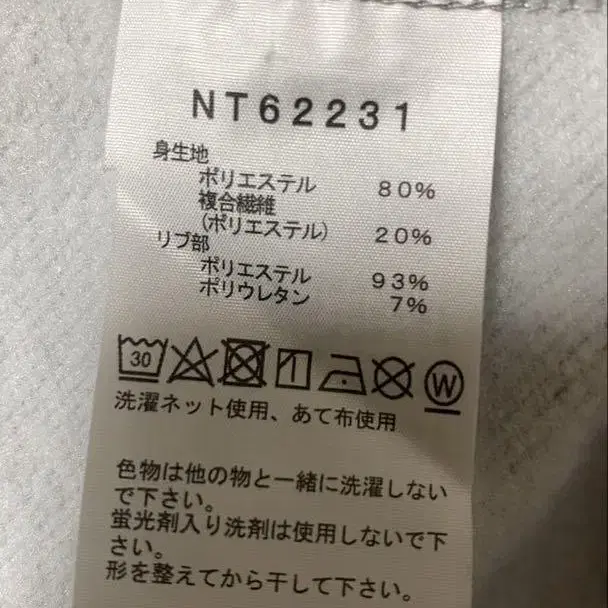 NT62231
身生地
ポリエステル 80%
複合繊維
(ポリエステル) 20%
リブ部
ポリエステル 93%
ポリウレタン 7%
30 W
洗濯ネット使用、あて布使用
色物は他の物と一緒に洗濯しない
で下さい。
蛍光剤入り洗剤は使用しないで下
さい。
形を整えてから干して下さい。